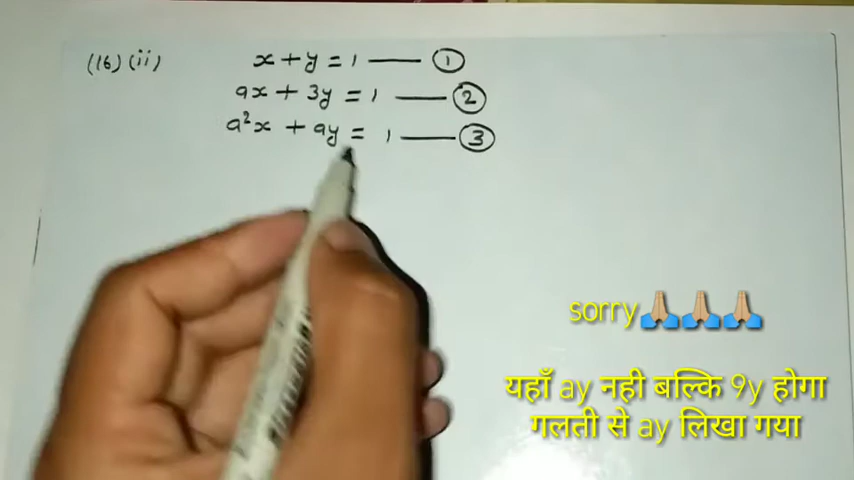 (16) (ii) x + y = 1 —— ①
ax + 3y = 1 —— ②
a²x + ay = 1 —— ③
sorry🙏🙏🙏
यहाँ ay नही बल्कि 9y होगा
गलती से ay लिखा गया